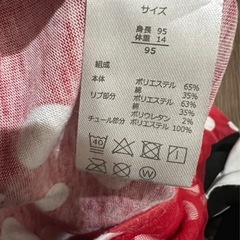 サイズ
身長 95
体重 14
95
組成
本体 ポリエステル 65%
綿 35%
リブ部分 ポリエステル 63%
綿 35%
ポリウレタン 2%
チュール部分 ポリエステル 100%
40
W